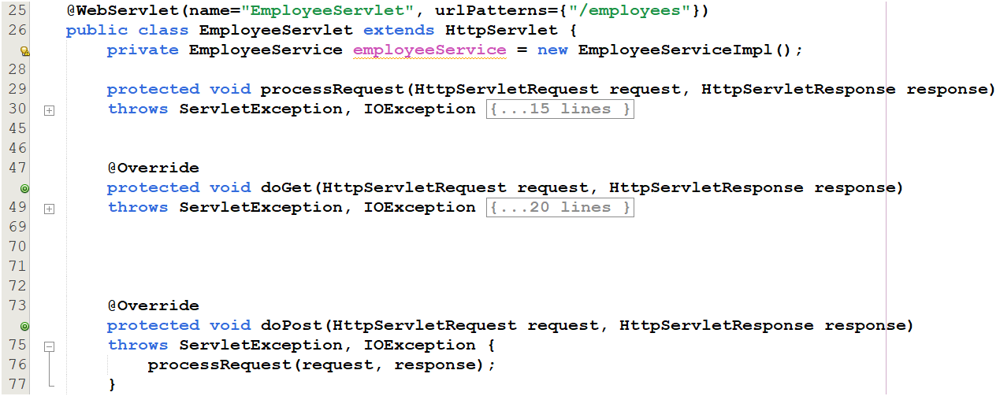 25 @WebServlet(name="EmployeeServlet", urlPatterns={"/employees"})
26 public class EmployeeServlet extends HttpServlet {
private EmployeeService employeeService = new EmployeeServiceImpl();
28
29 protected void processRequest(HttpServletRequest request, HttpServletResponse response)
30 throws ServletException, IOException {...15 lines }
45
46
47 @Override
protected void doGet(HttpServletRequest request, HttpServletResponse response)
49 throws ServletException, IOException {...20 lines }
69
70
71
72
73 @Override
protected void doPost(HttpServletRequest request, HttpServletResponse response)
75 throws ServletException, IOException {
76 processRequest(request, response);
77 }